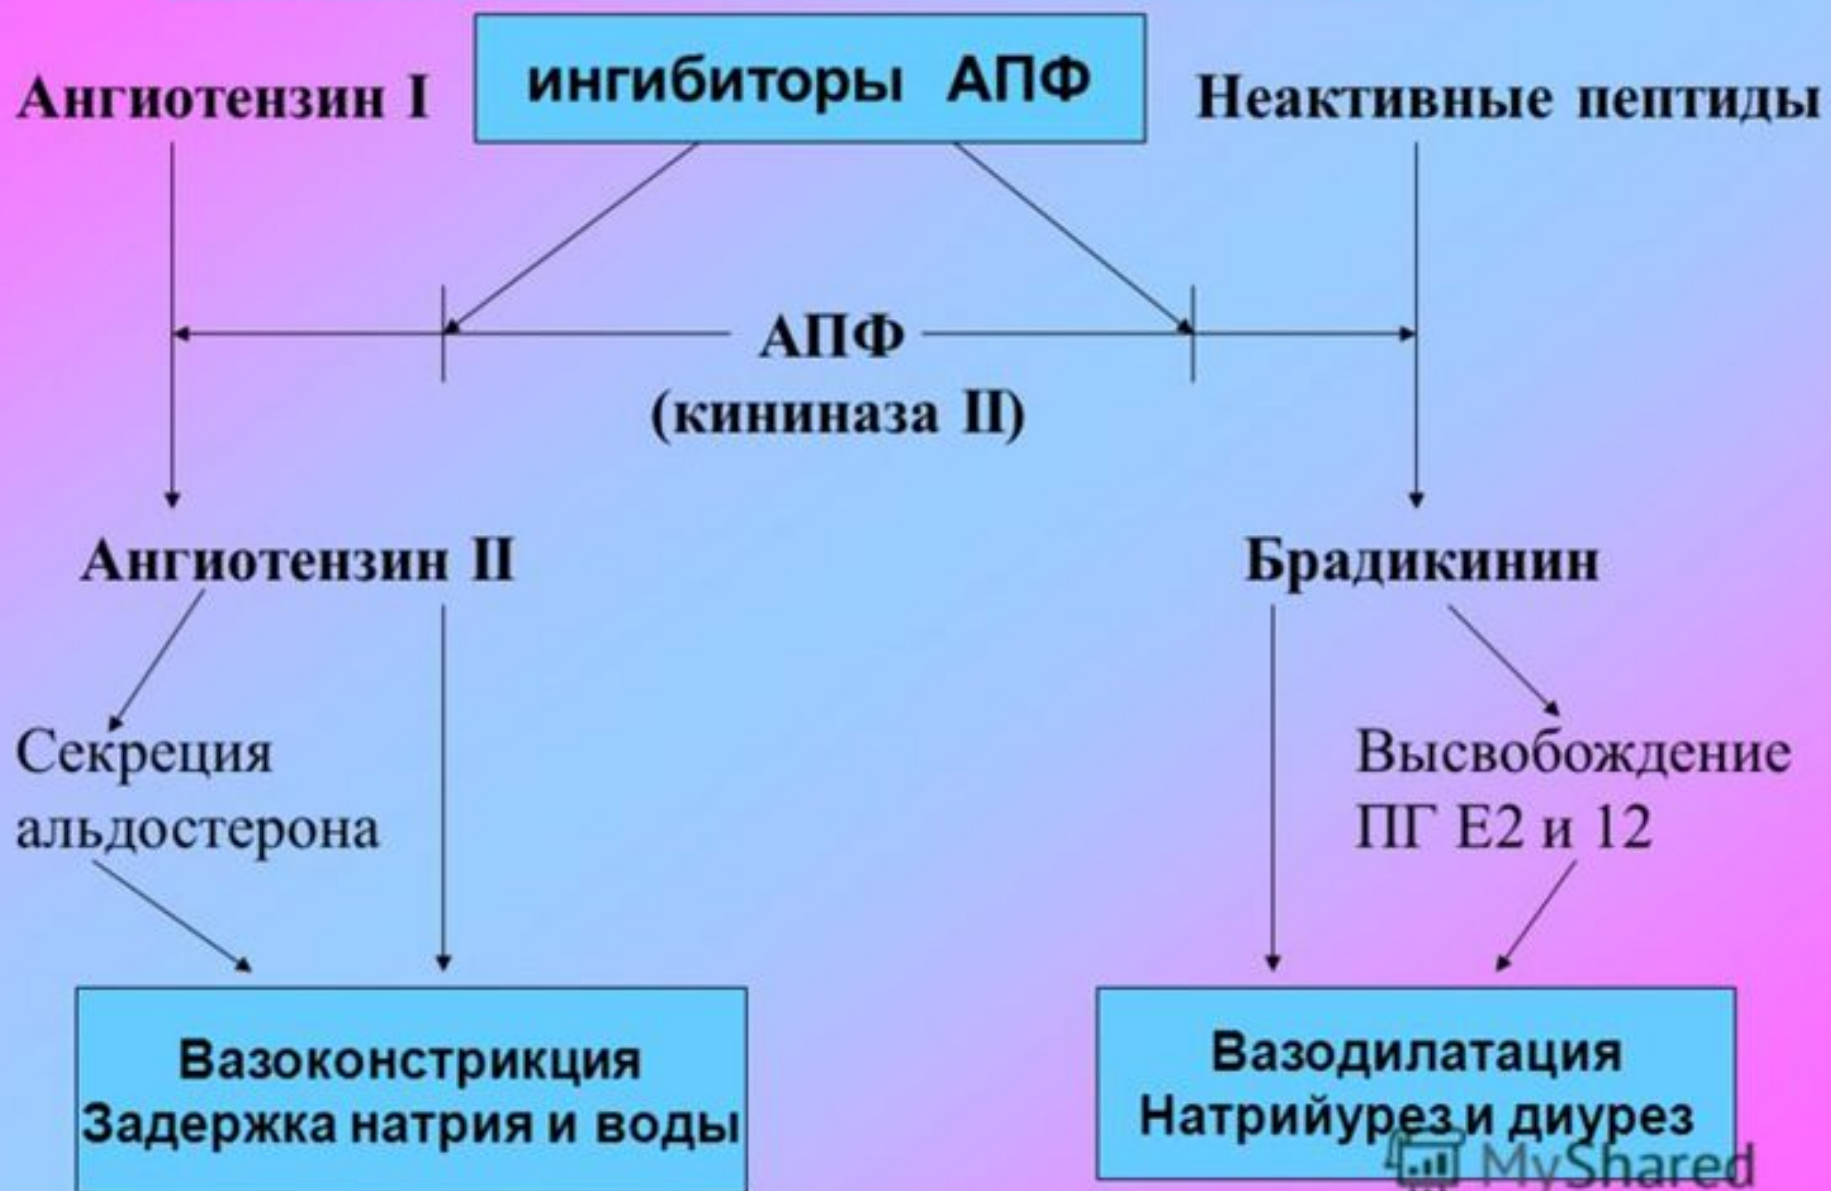 ингибиторы АПФ
Ангиотензин I
Неактивные пептиды
АПФ
(кининаза II)
Ангиотензин II
Брадикинин
Секреция
альдостерона
Высвобождение
ПГ Е2 и 12
Вазоконстрикция
Задержка натрия и воды
Вазодилатация
Натрийурез и диурез
MyShared